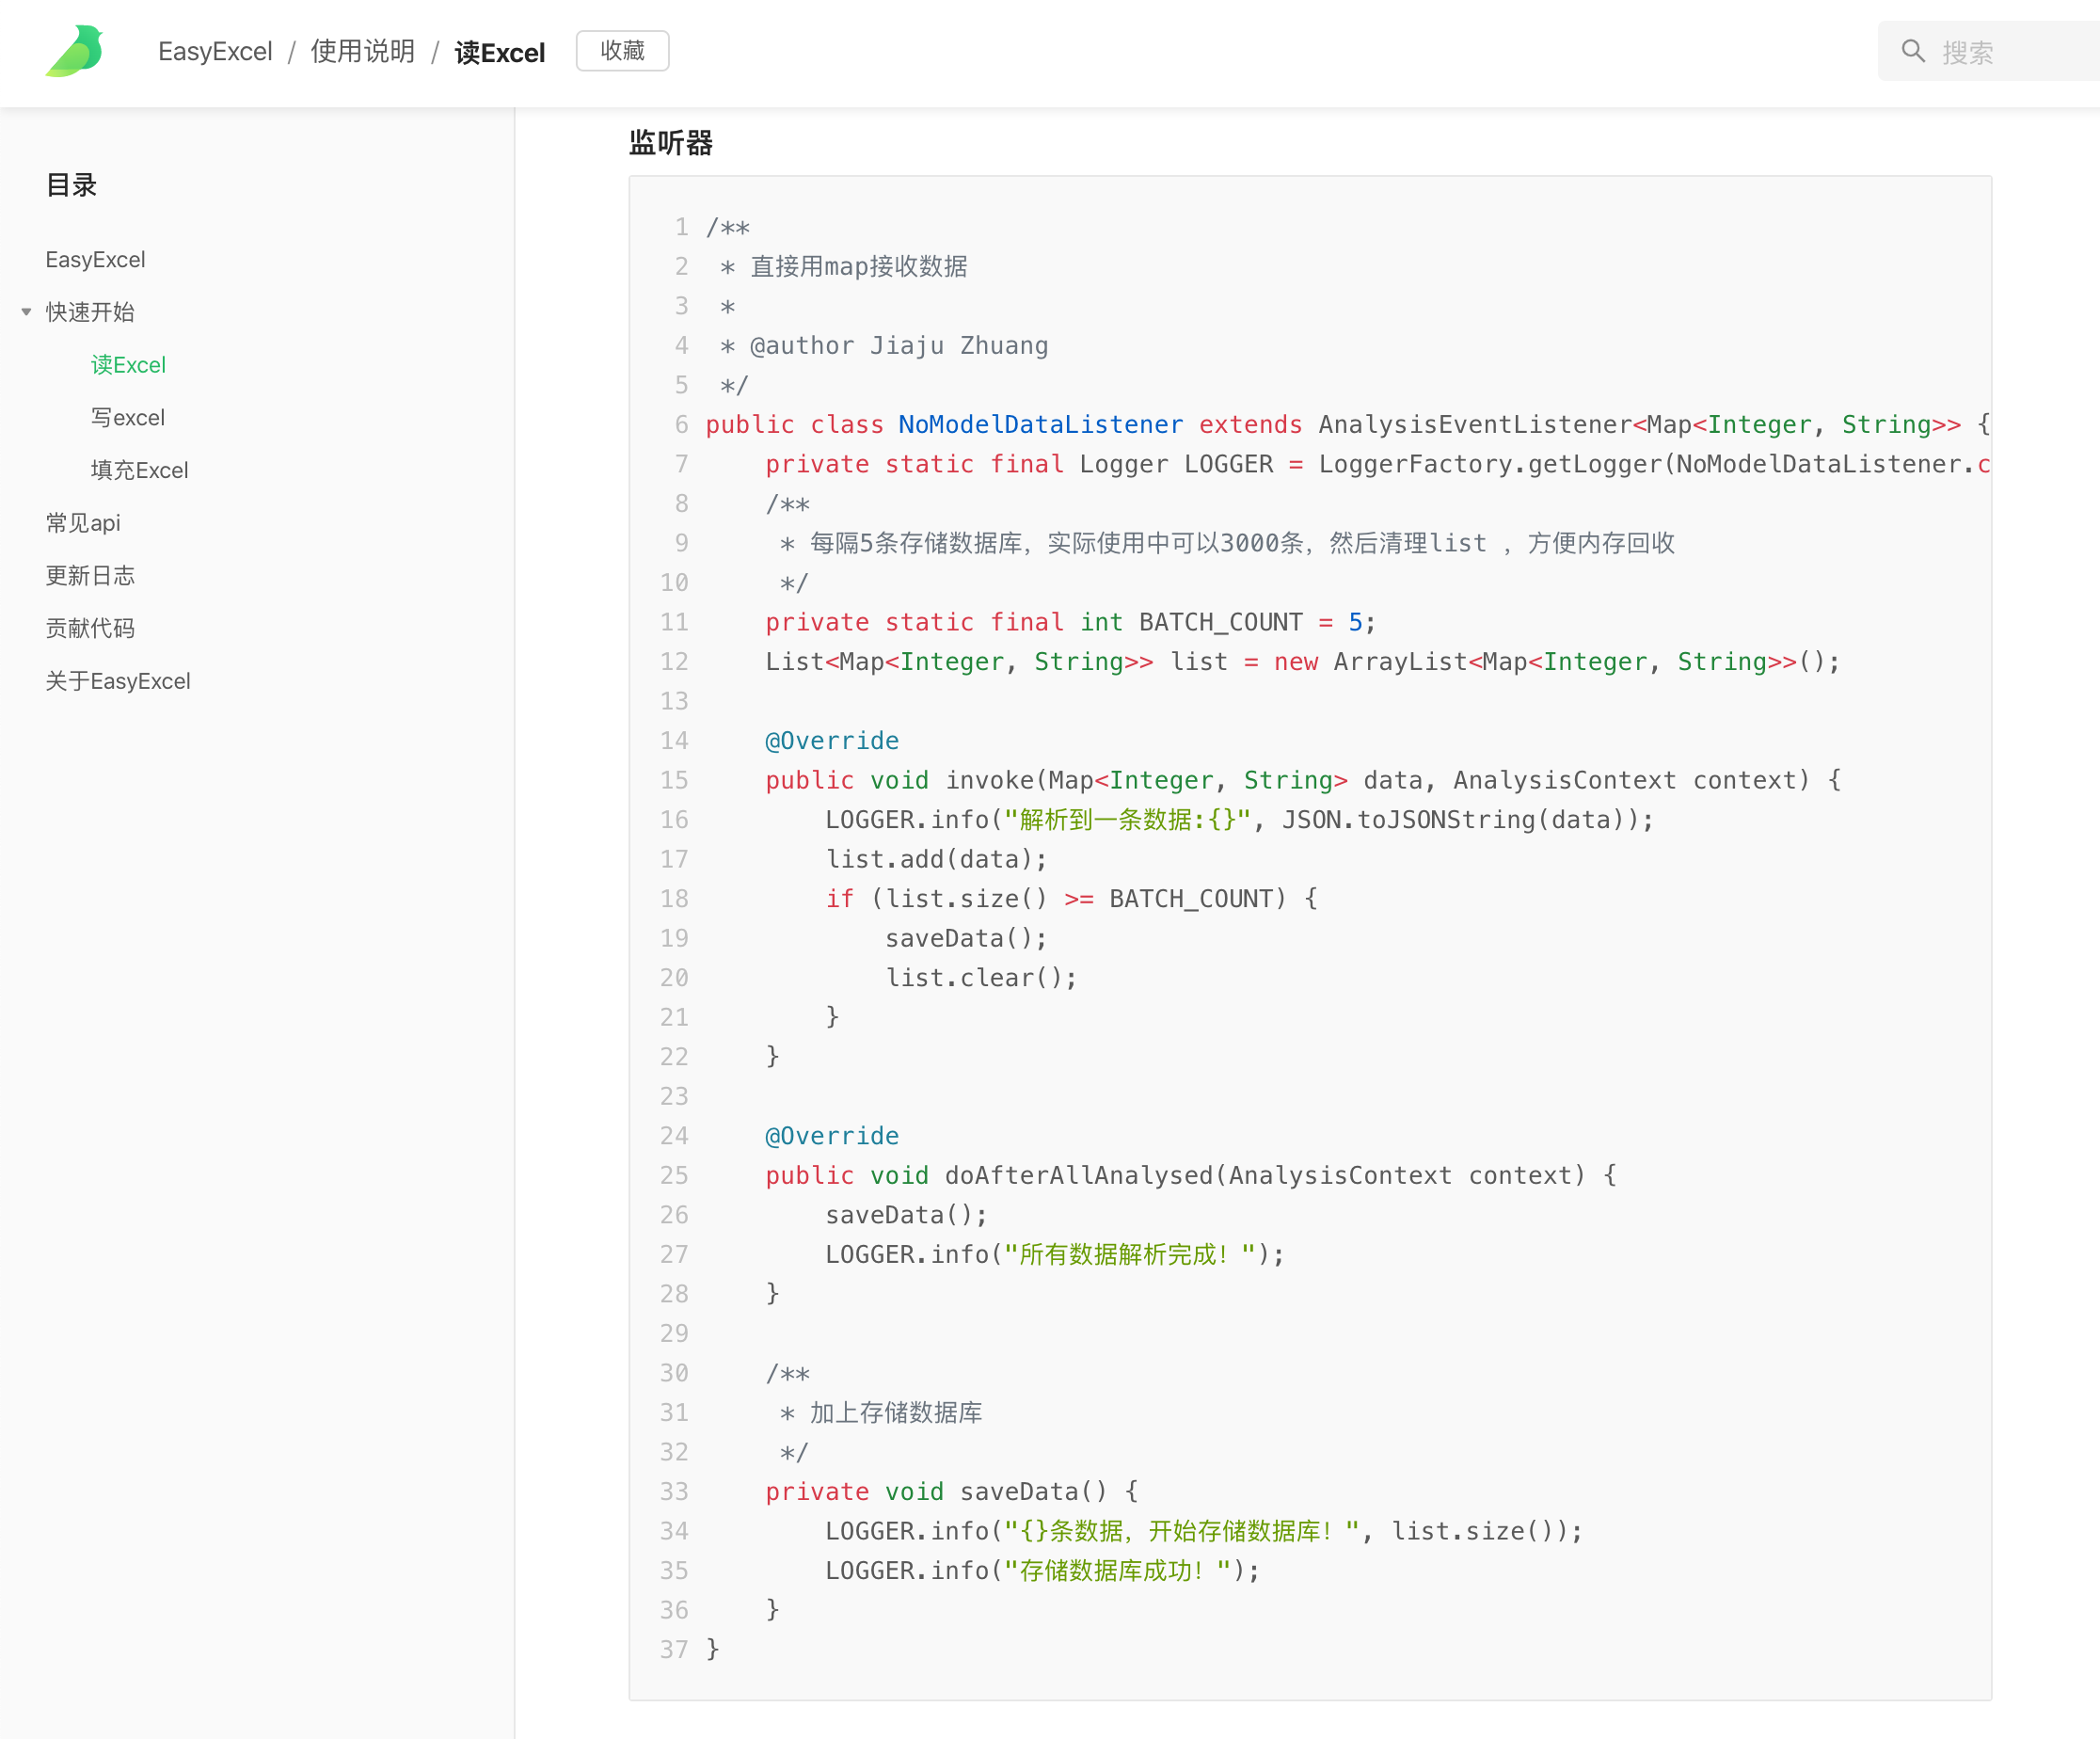 EasyExcel / 使用说明 / 读Excel 收藏
搜索
目录
EasyExcel
快速开始
读Excel
写excel
填充Excel
常见api
更新日志
贡献代码
关于EasyExcel
监听器
1 /**
2  * 直接用map接收数据
3  *
4  * @author Jiaju Zhuang
5  */
6 public class NoModelDataListener extends AnalysisEventListener<Map<Integer, String>> {
7     private static final Logger LOGGER = LoggerFactory.getLogger(NoModelDataListener.c
8     /**
9      * 每隔5条存储数据库，实际使用中可以3000条，然后清理list ，方便内存回收
10      */
11     private static final int BATCH_COUNT = 5;
12     List<Map<Integer, String>> list = new ArrayList<Map<Integer, String>>();
13
14     @Override
15     public void invoke(Map<Integer, String> data, AnalysisContext context) {
16         LOGGER.info("解析到一条数据:{}", JSON.toJSONString(data));
17         list.add(data);
18         if (list.size() >= BATCH_COUNT) {
19             saveData();
20             list.clear();
21         }
22     }
23
24     @Override
25     public void doAfterAllAnalysed(AnalysisContext context) {
26         saveData();
27         LOGGER.info("所有数据解析完成！");
28     }
29
30     /**
31      * 加上存储数据库
32      */
33     private void saveData() {
34         LOGGER.info("{}条数据，开始存储数据库！", list.size());
35         LOGGER.info("存储数据库成功！");
36     }
37 }